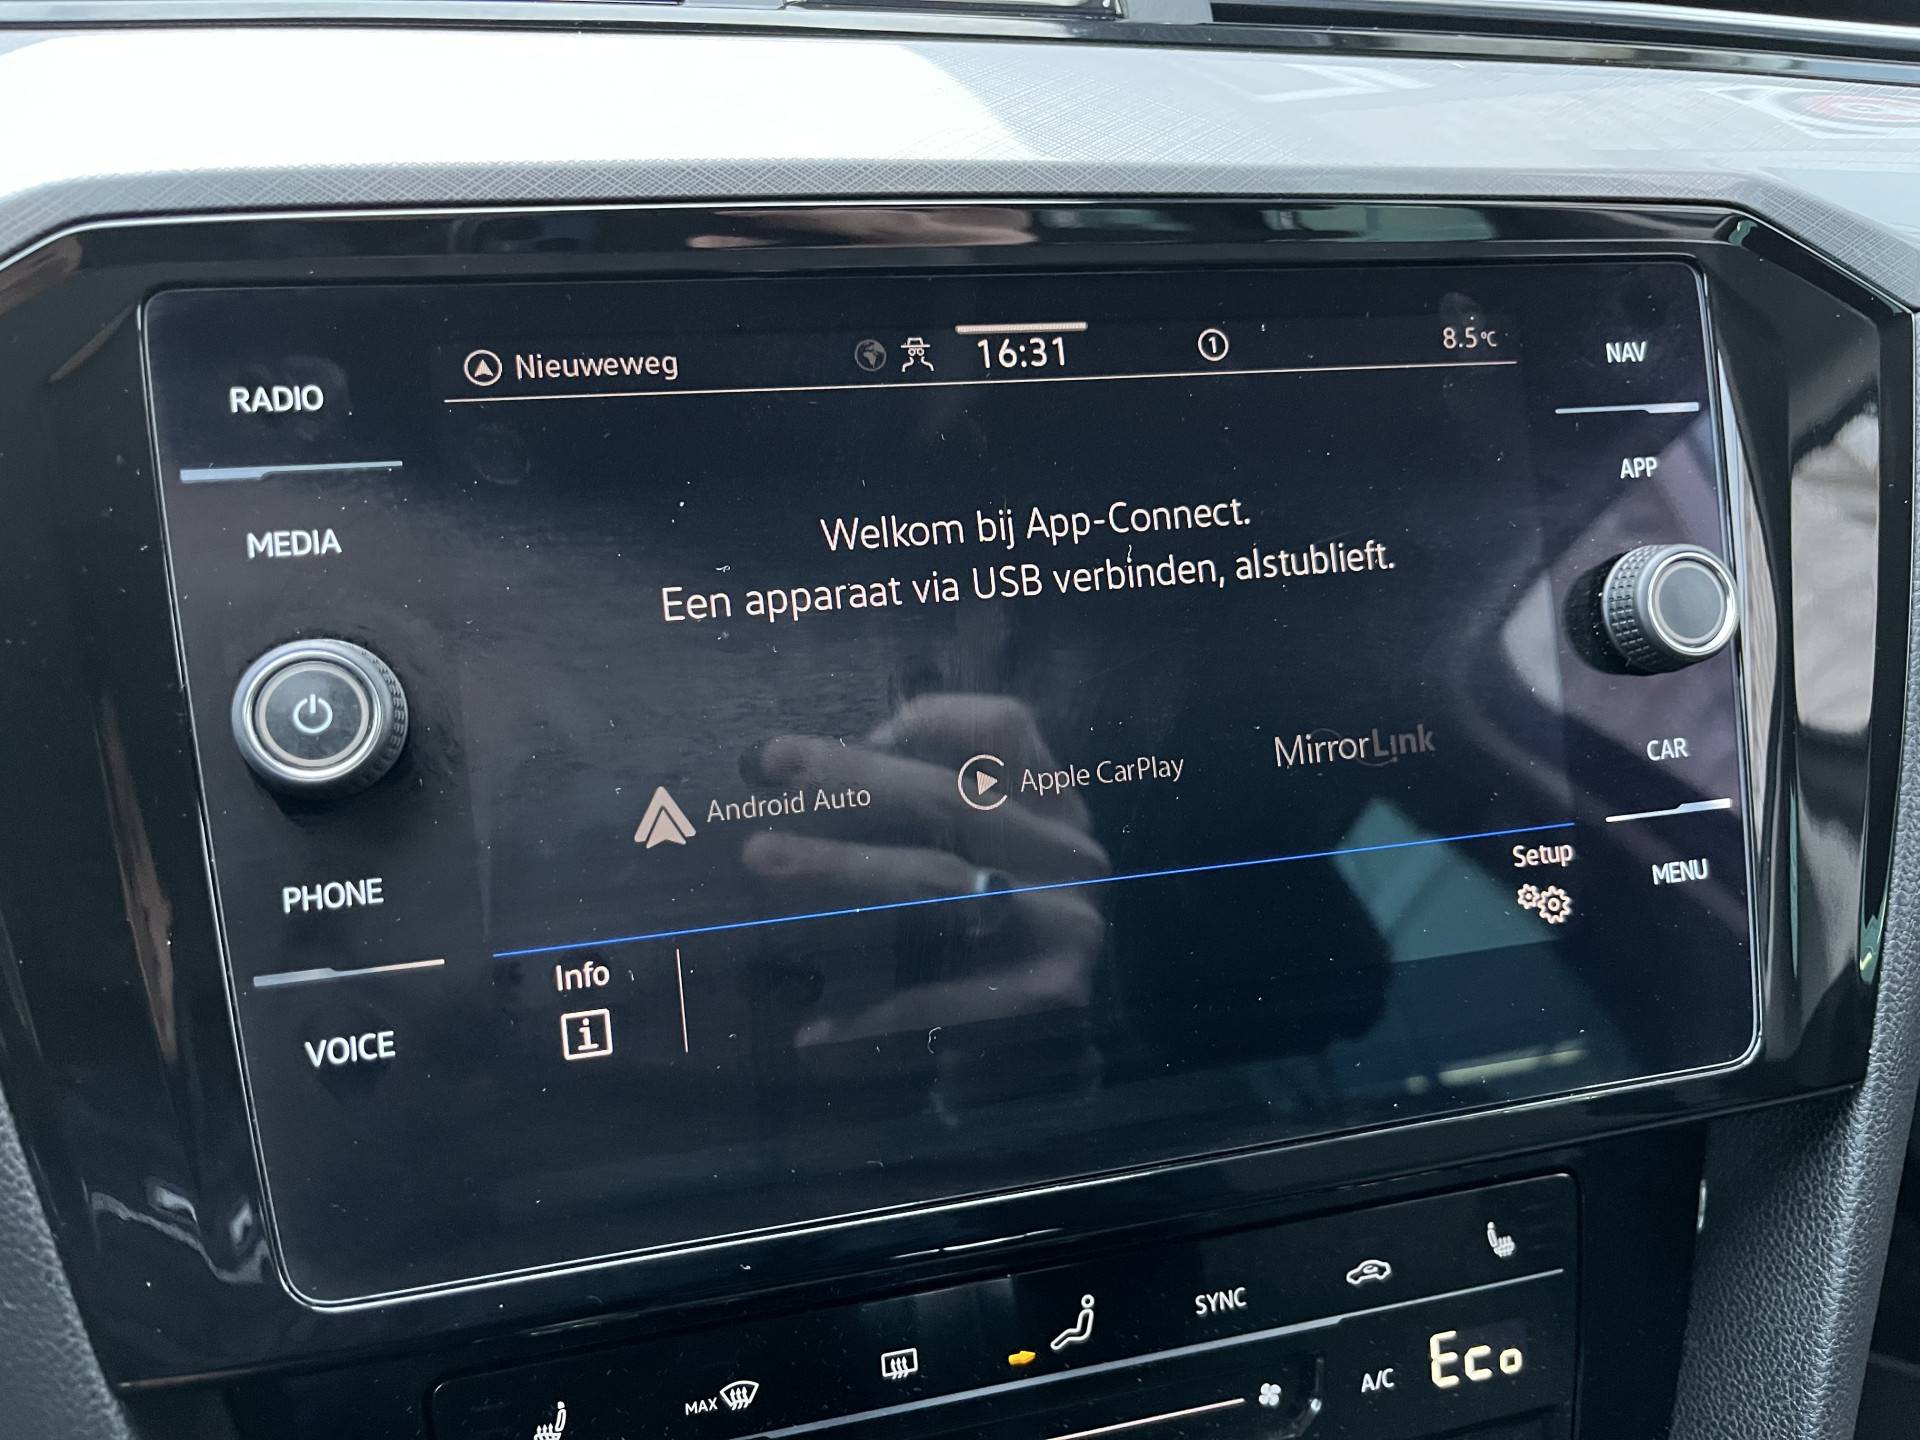 Nieuweweg
16:31
1
8.5°C
RADIO
MEDIA
PHONE
VOICE
Welkom bij App-Connect.
Een apparaat via USB verbinden, alstublieft.
Android Auto
Apple CarPlay
MirrorLink
Info
i
Setup
NAV
APP
CAR
MENU
MAX
SYNC
A/C
Eco